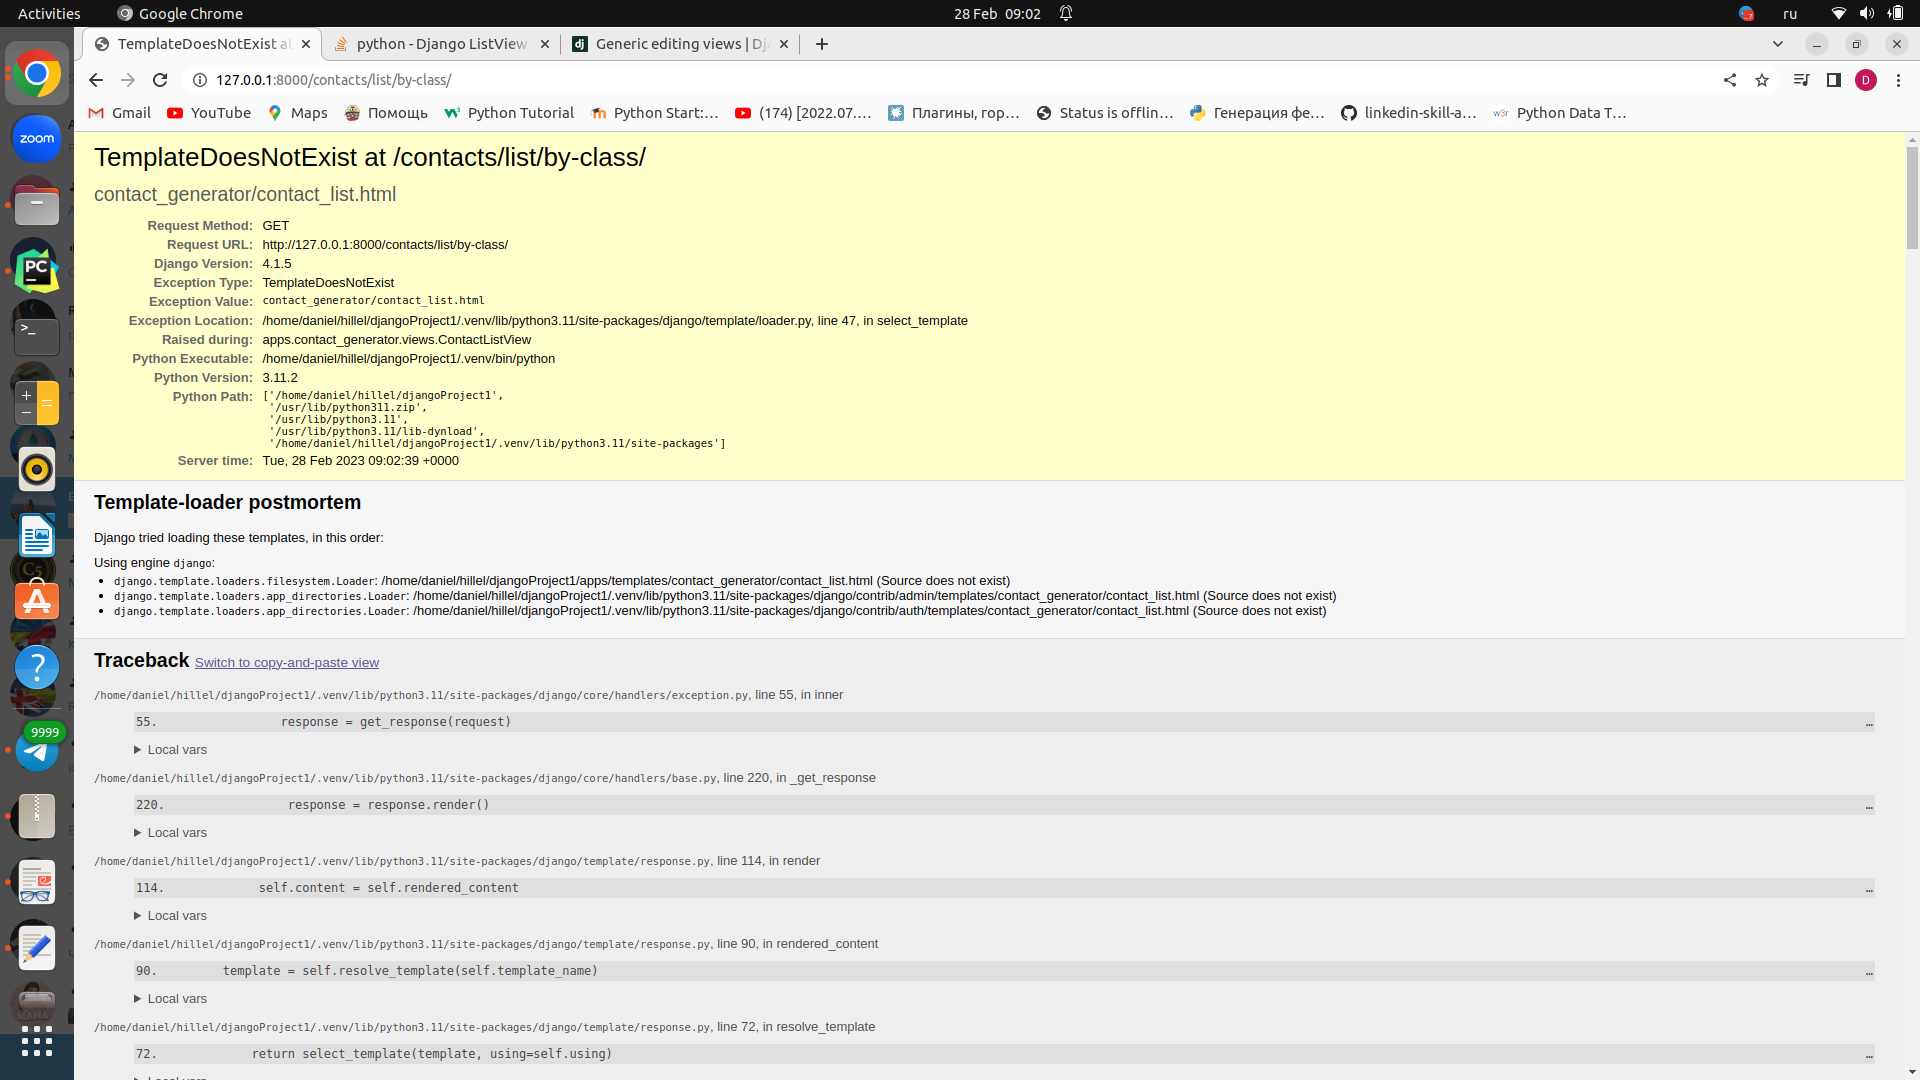 Activities
Google Chrome
28 Feb 09:02
ru
TemplateDoesNotExist at
python - Django ListView
dj
Generic editing views | Dj
127.0.0.1:8000/contacts/list/by-class/
D
Gmail
YouTube
Maps
Помощь
Python Tutorial
Python Start:…
(174) [2022.07.…
Плагины, гор…
Status is offlin…
Генерация фе…
linkedin-skill-a…
Python Data T…
zoom
PC
9999
TemplateDoesNotExist at /contacts/list/by-class/
contact_generator/contact_list.html
Request Method: GET
Request URL: http://127.0.0.1:8000/contacts/list/by-class/
Django Version: 4.1.5
Exception Type: TemplateDoesNotExist
Exception Value: contact_generator/contact_list.html
Exception Location: /home/daniel/hillel/djangoProject1/.venv/lib/python3.11/site-packages/django/template/loader.py, line 47, in select_template
Raised during: apps.contact_generator.views.ContactListView
Python Executable: /home/daniel/hillel/djangoProject1/.venv/bin/python
Python Version: 3.11.2
Python Path: ['/home/daniel/hillel/djangoProject1',
'/usr/lib/python311.zip',
'/usr/lib/python3.11',
'/usr/lib/python3.11/lib-dynload',
'/home/daniel/hillel/djangoProject1/.venv/lib/python3.11/site-packages']
Server time: Tue, 28 Feb 2023 09:02:39 +0000
Template-loader postmortem
Django tried loading these templates, in this order:
Using engine django:
• django.template.loaders.filesystem.Loader: /home/daniel/hillel/djangoProject1/apps/templates/contact_generator/contact_list.html (Source does not exist)
• django.template.loaders.app_directories.Loader: /home/daniel/hillel/djangoProject1/.venv/lib/python3.11/site-packages/django/contrib/admin/templates/contact_generator/contact_list.html (Source does not exist)
• django.template.loaders.app_directories.Loader: /home/daniel/hillel/djangoProject1/.venv/lib/python3.11/site-packages/django/contrib/auth/templates/contact_generator/contact_list.html (Source does not exist)
Traceback Switch to copy-and-paste view
/home/daniel/hillel/djangoProject1/.venv/lib/python3.11/site-packages/django/core/handlers/exception.py, line 55, in inner
55. response = get_response(request) …
▶ Local vars
/home/daniel/hillel/djangoProject1/.venv/lib/python3.11/site-packages/django/core/handlers/base.py, line 220, in _get_response
220. response = response.render() …
▶ Local vars
/home/daniel/hillel/djangoProject1/.venv/lib/python3.11/site-packages/django/template/response.py, line 114, in render
114. self.content = self.rendered_content …
▶ Local vars
/home/daniel/hillel/djangoProject1/.venv/lib/python3.11/site-packages/django/template/response.py, line 90, in rendered_content
90. template = self.resolve_template(self.template_name) …
▶ Local vars
/home/daniel/hillel/djangoProject1/.venv/lib/python3.11/site-packages/django/template/response.py, line 72, in resolve_template
72. return select_template(template, using=self.using) …
▶ Local vars